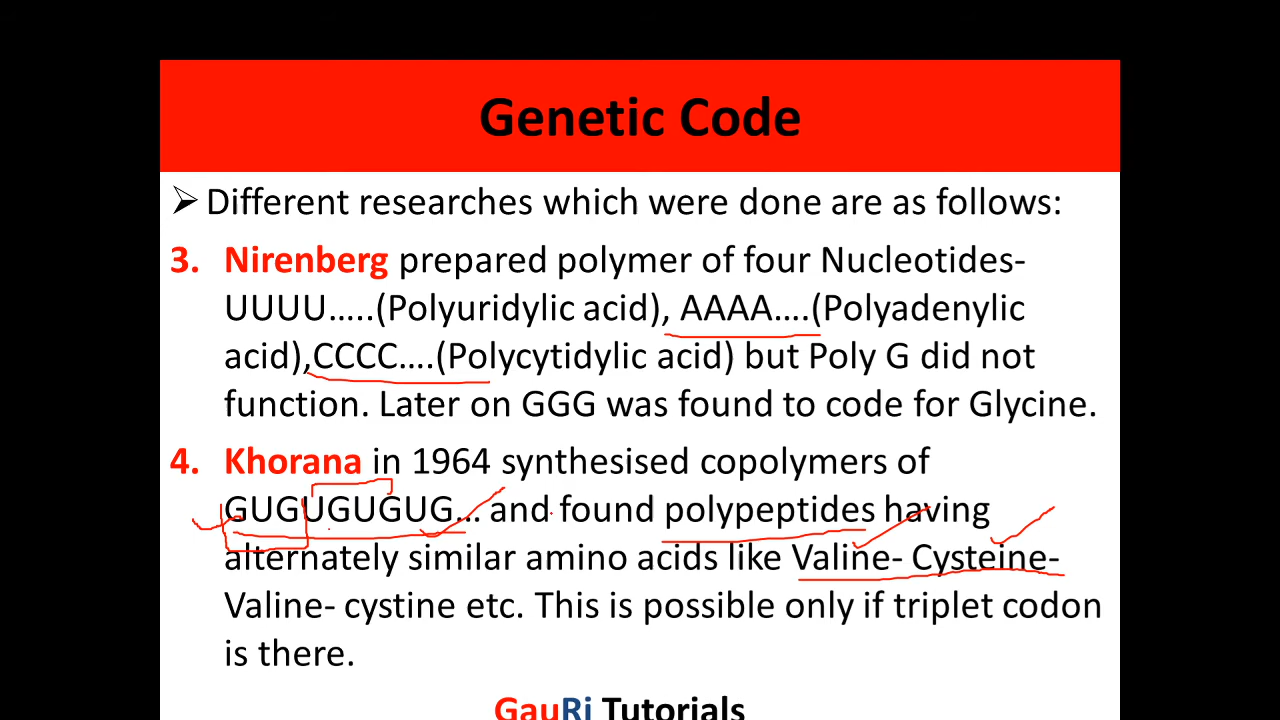 Genetic Code
➢ Different researches which were done are as follows:
3. Nirenberg prepared polymer of four Nucleotides-
UUUU.....(Polyuridylic acid), AAAA....(Polyadenylic
acid),CCCC....(Polycytidylic acid) but Poly G did not
function. Later on GGG was found to code for Glycine.
4. Khorana in 1964 synthesised copolymers of
GUGUGUGUG... and found polypeptides having
alternately similar amino acids like Valine- Cysteine-
Valine- cystine etc. This is possible only if triplet codon
is there.
GauRi Tutorials